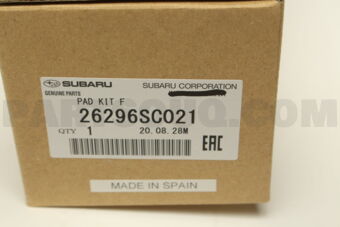 SUBARU
GENUINE PARTS
SUBARU CORPORATION
PAD KIT F
26296SC021
QTY 1 20.08.28M
EAC
MADE IN SPAIN